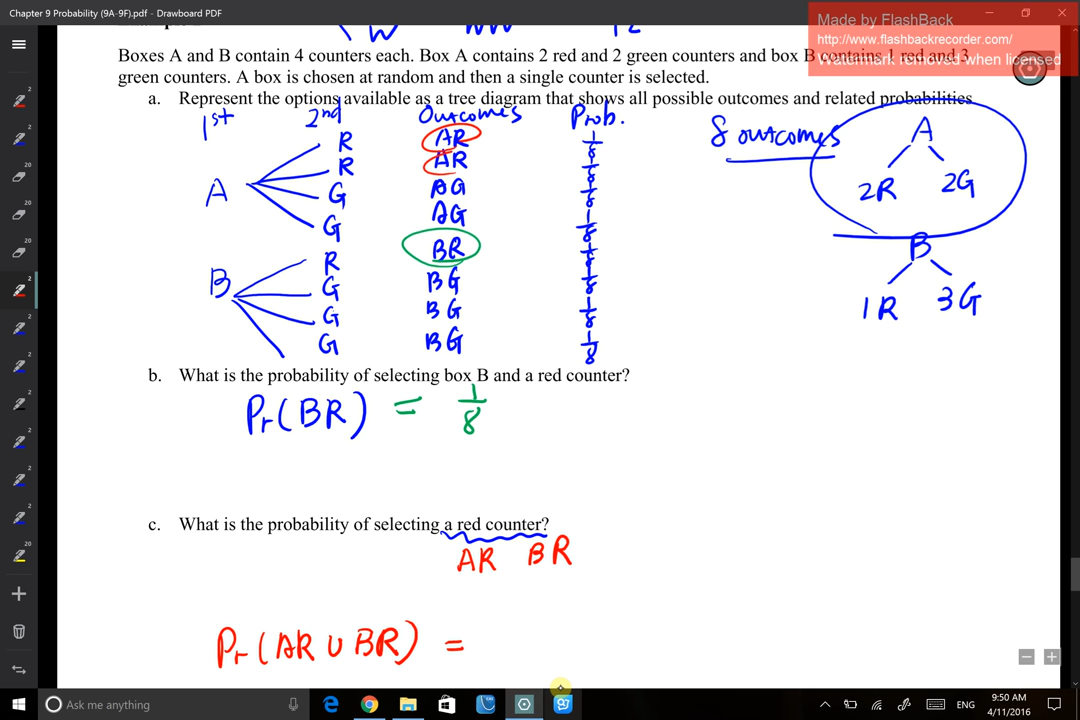 Chapter 9 Probability (9A-9F).pdf - Drawboard PDF
Made by FlashBack
http://www.flashbackrecorder.com/
Watermark removed when licensed
W WW 12
Boxes A and B contain 4 counters each. Box A contains 2 red and 2 green counters and box B contains 1 red and 3
green counters. A box is chosen at random and then a single counter is selected.
a. Represent the options available as a tree diagram that shows all possible outcomes and related probabilities.
1st 2nd Outcomes Prob. 8 outcomes A
R AR 1/8
R AR 1/8
A G AG 1/8 2R 2G
G AG 1/8
R BR 1/8 B
B G BG 1/8
G BG 1/8 1R 3G
G BG 1/8
b. What is the probability of selecting box B and a red counter?
Pr(BR) = 1/8
c. What is the probability of selecting a red counter?
AR BR
Pr(AR ∪ BR) =
Ask me anything
ENG
9:50 AM
4/11/2016